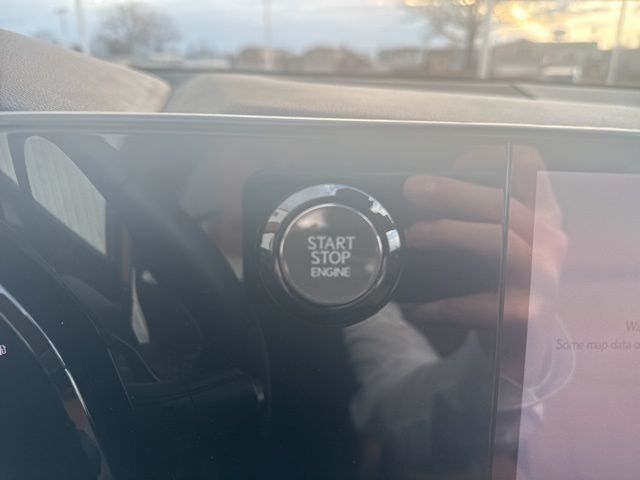 START
STOP
ENGINE
Some map data o